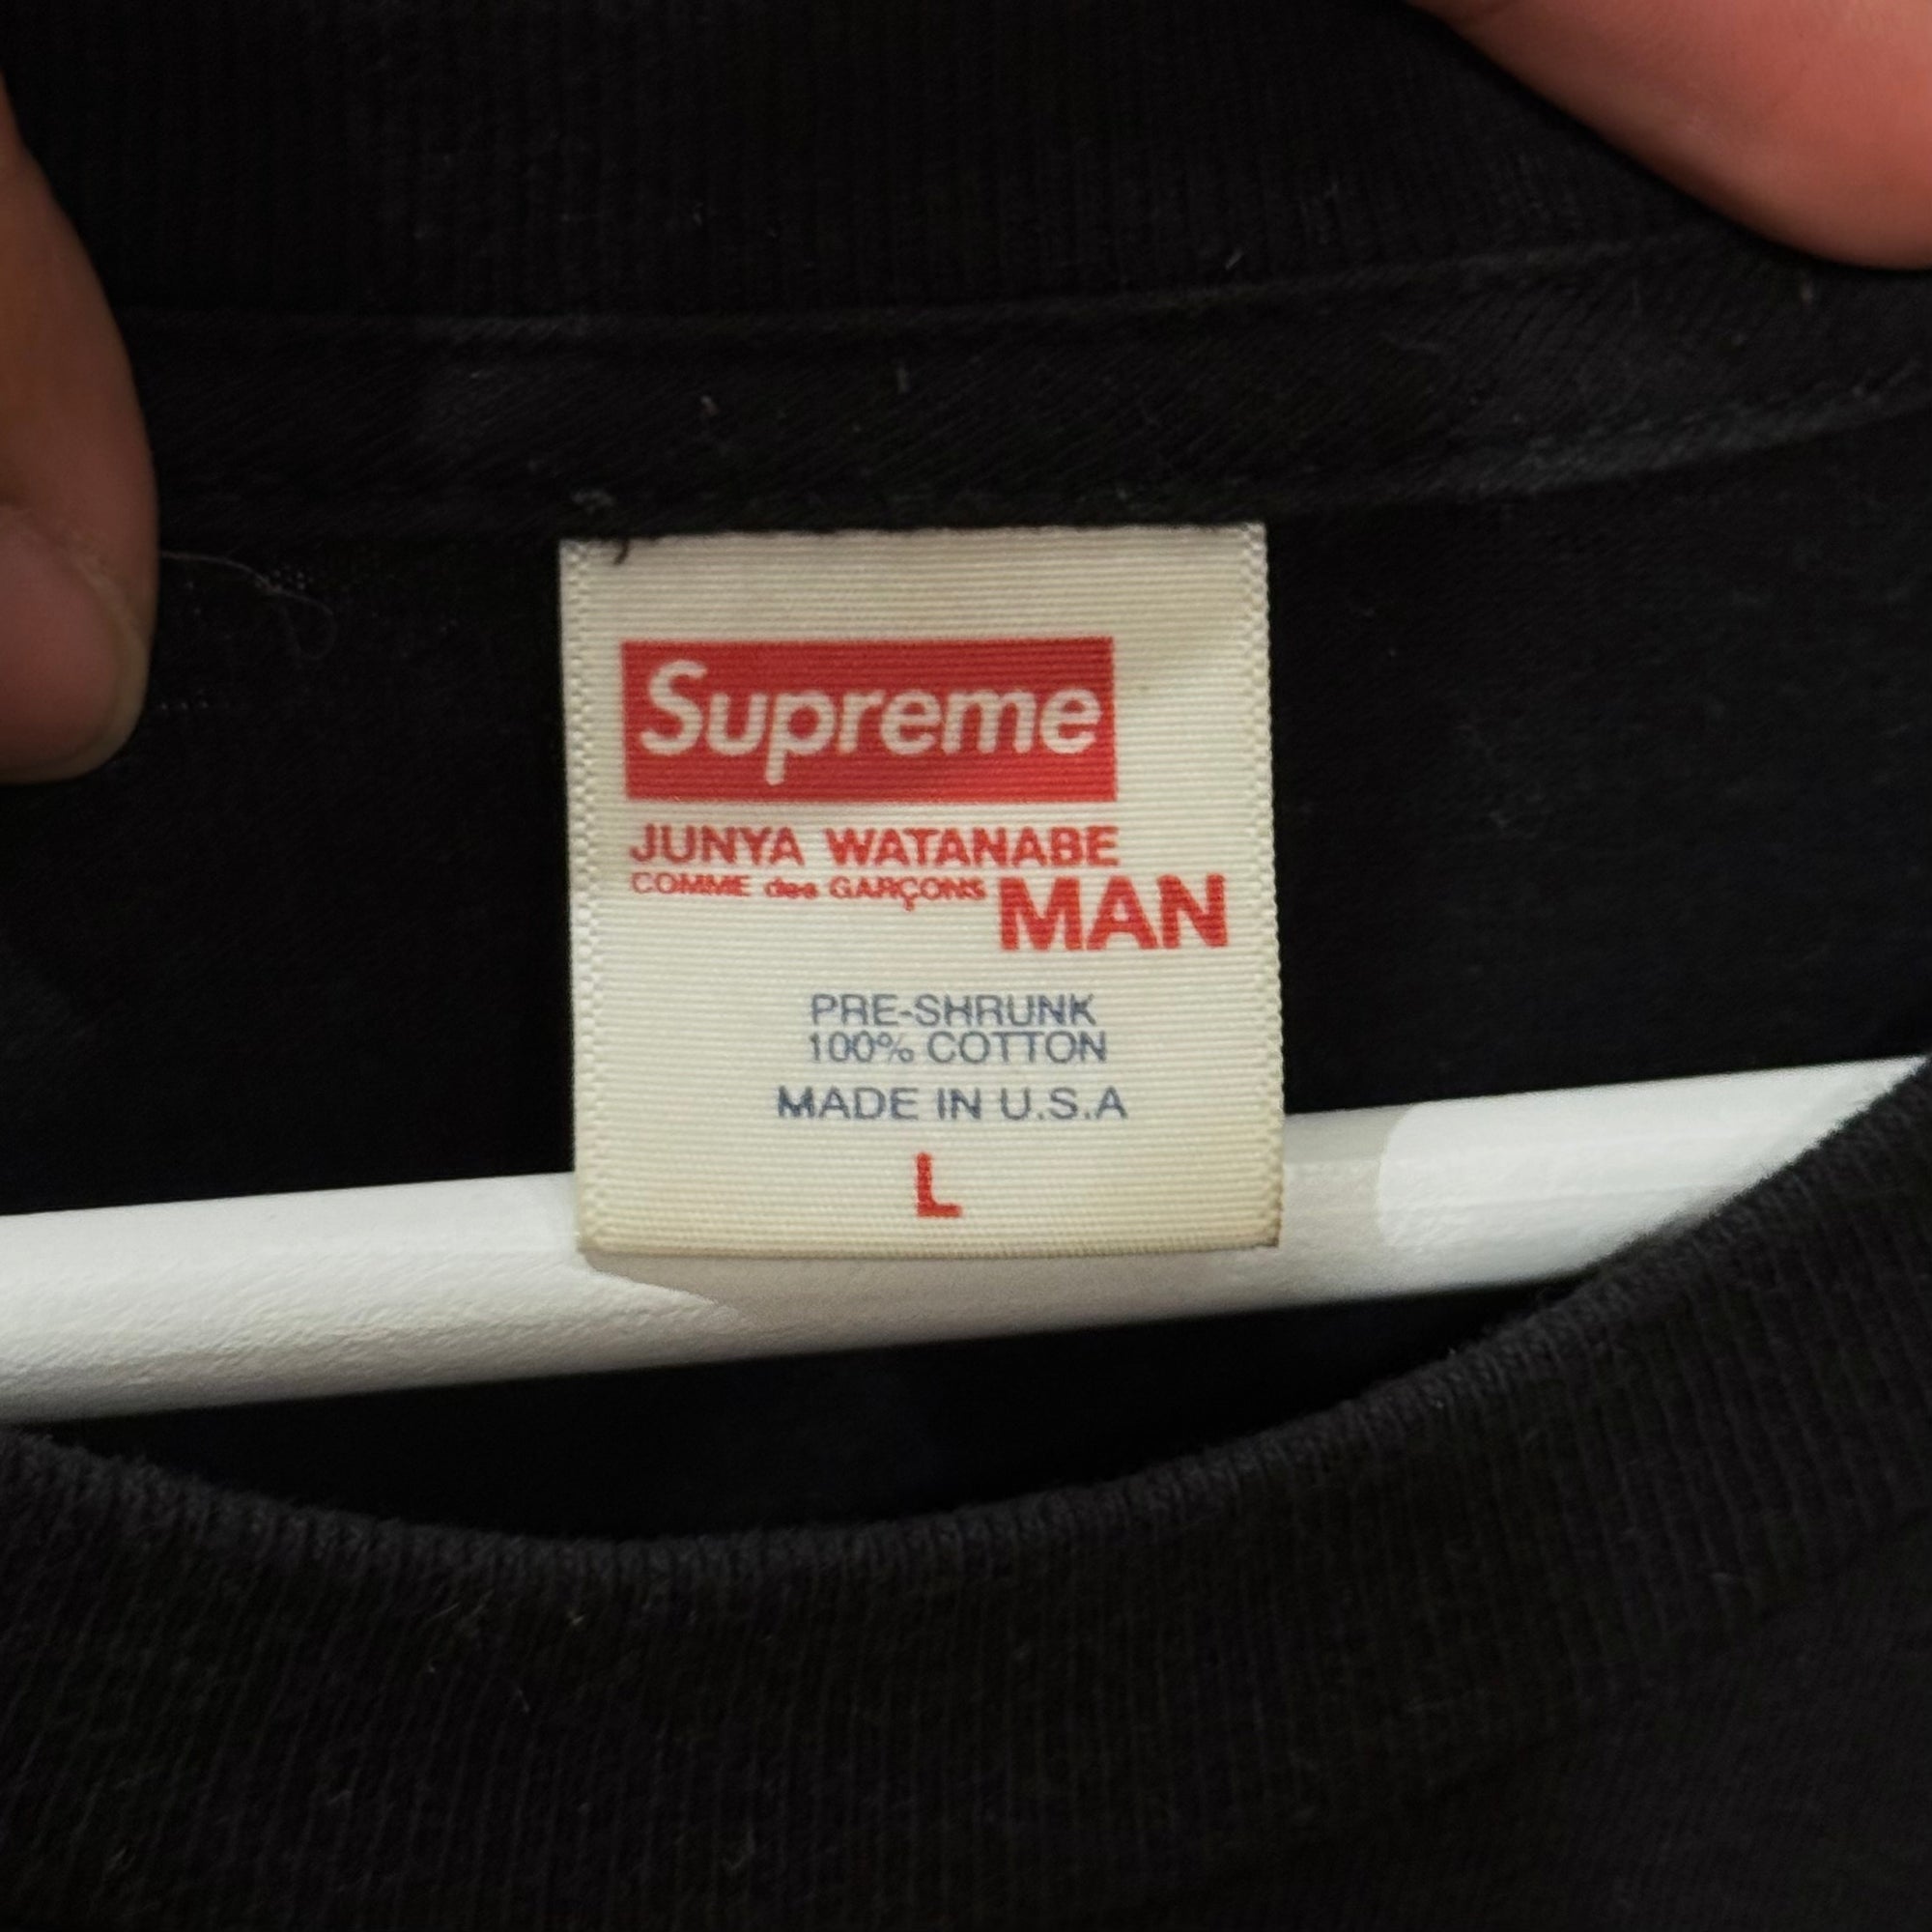 Supreme
JUNYA WATANABE
COMME des GARÇONS MAN
PRE-SHRUNK
100% COTTON
MADE IN U.S.A
L